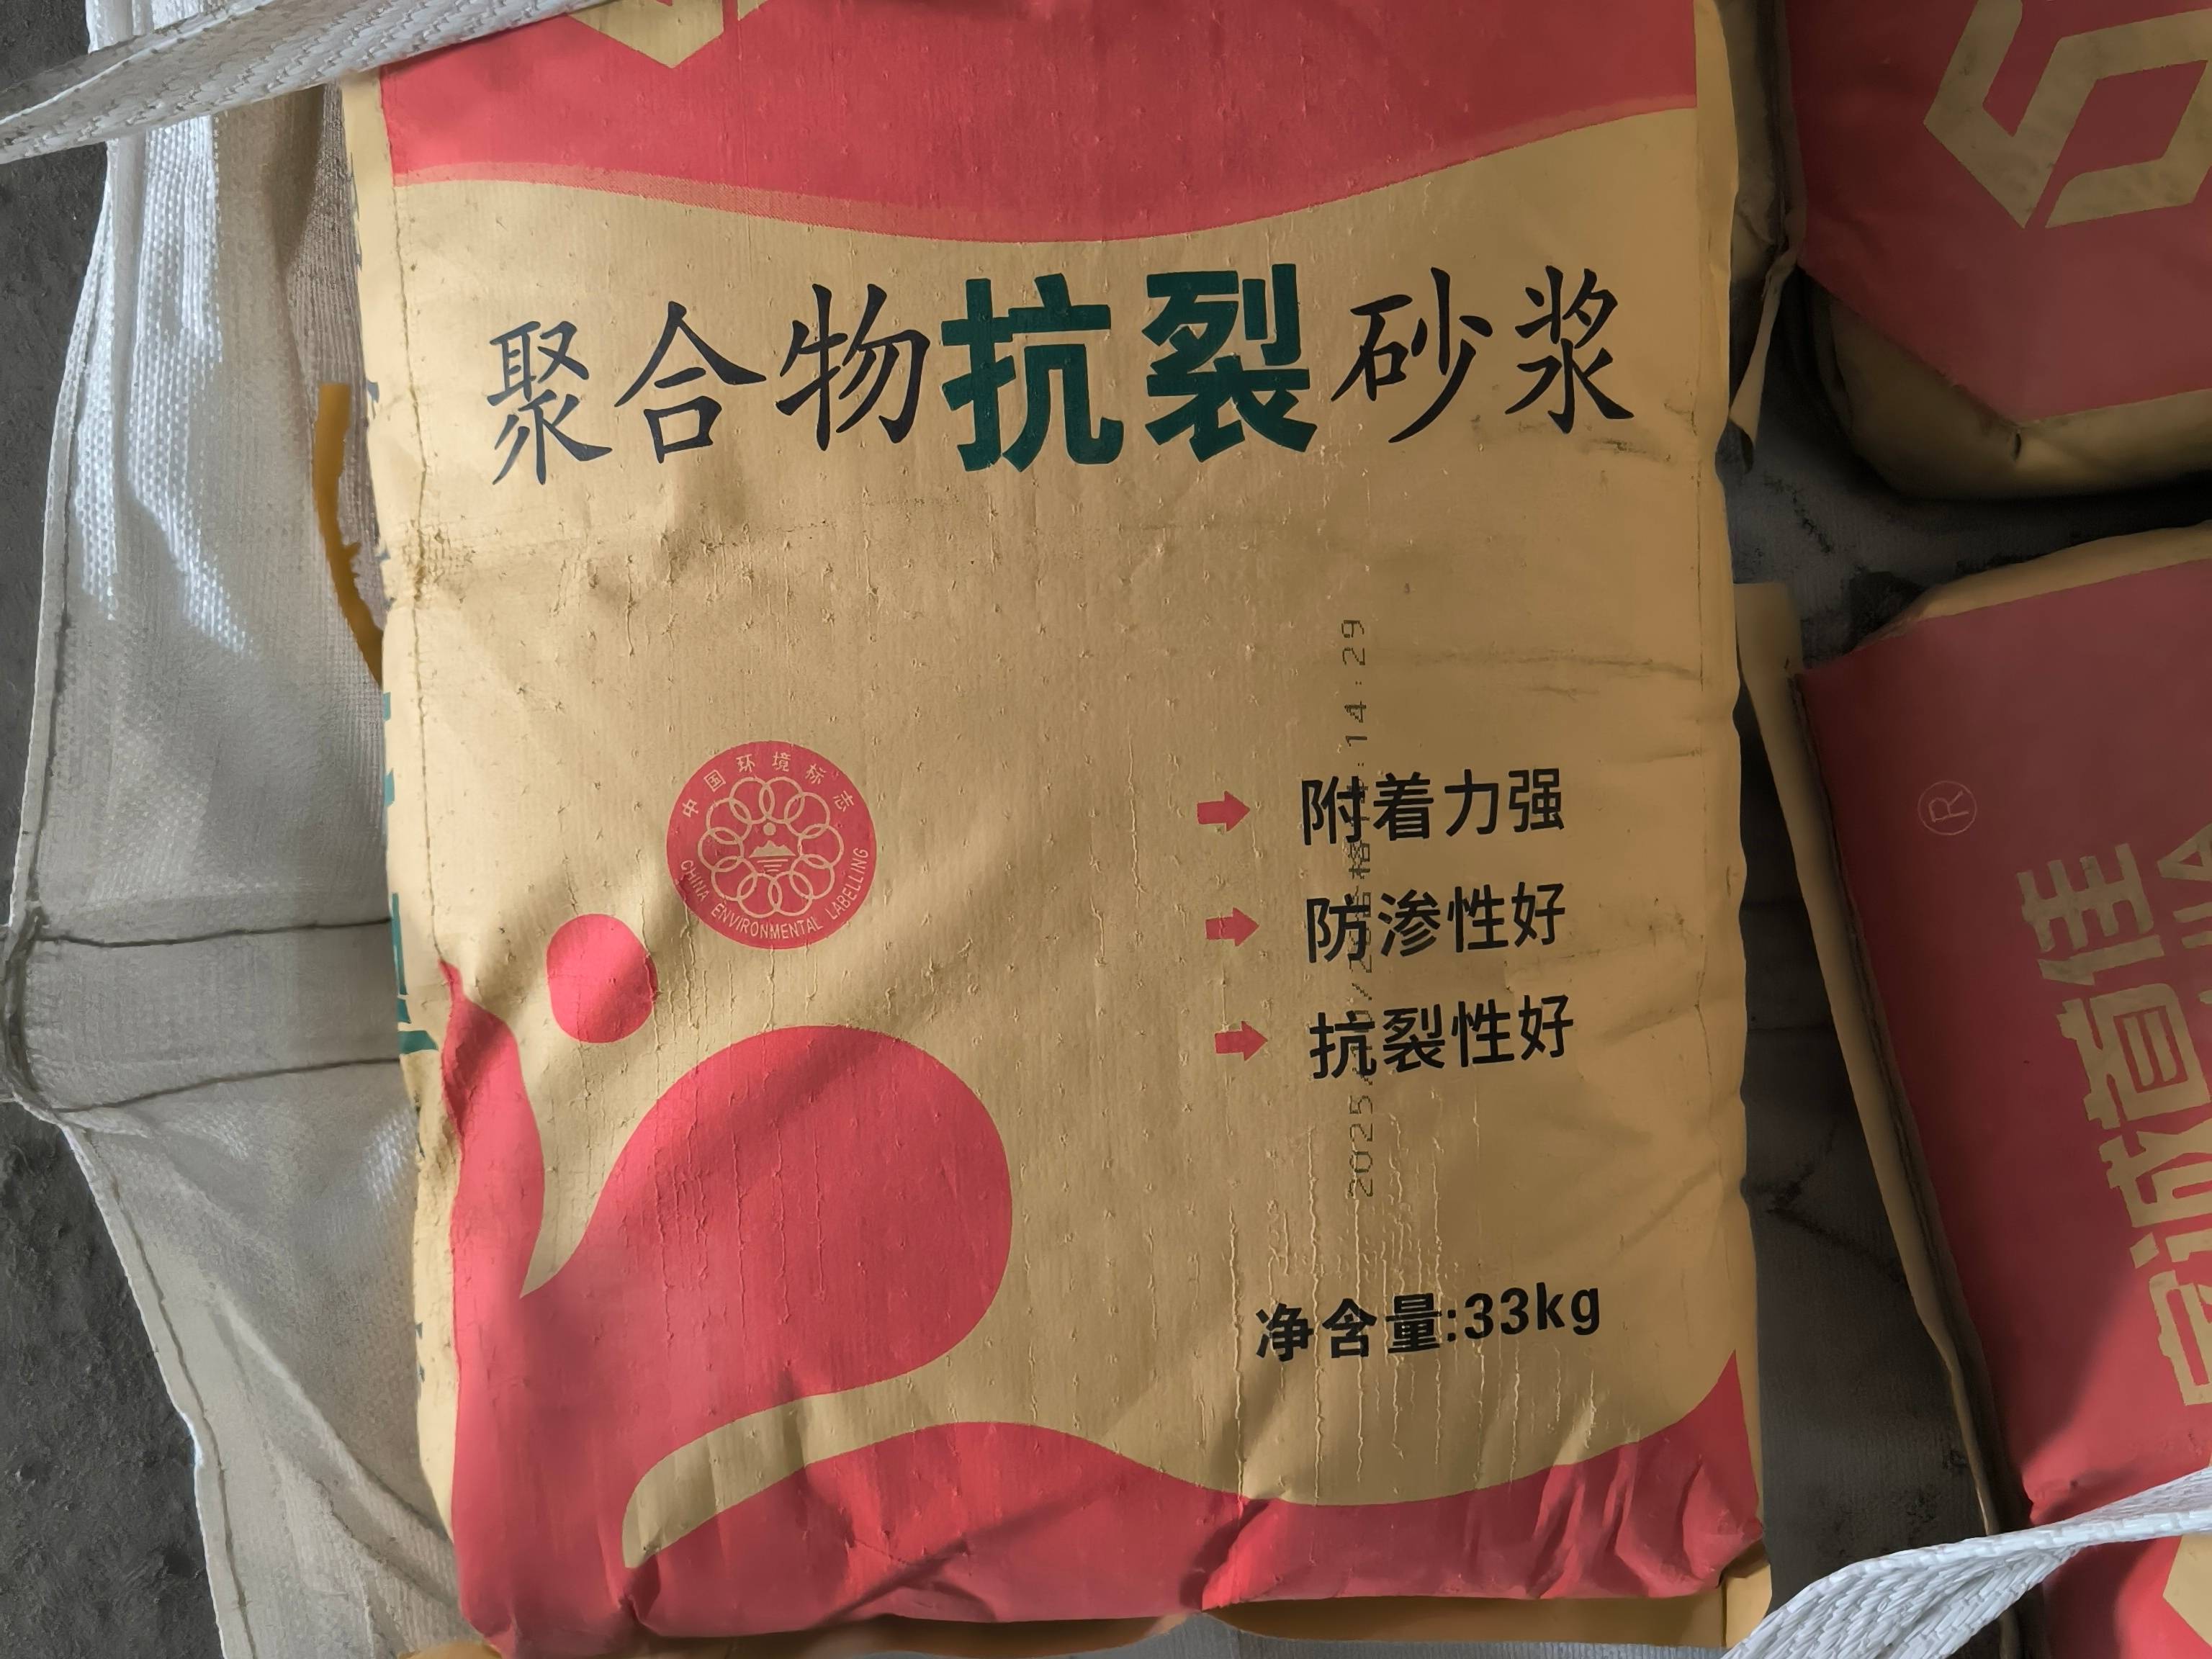 聚合物抗裂砂浆
中国环境标志
CHINA ENVIRONMENTAL LABELLING
附着力强
防渗性好
抗裂性好
净含量:33kg
®